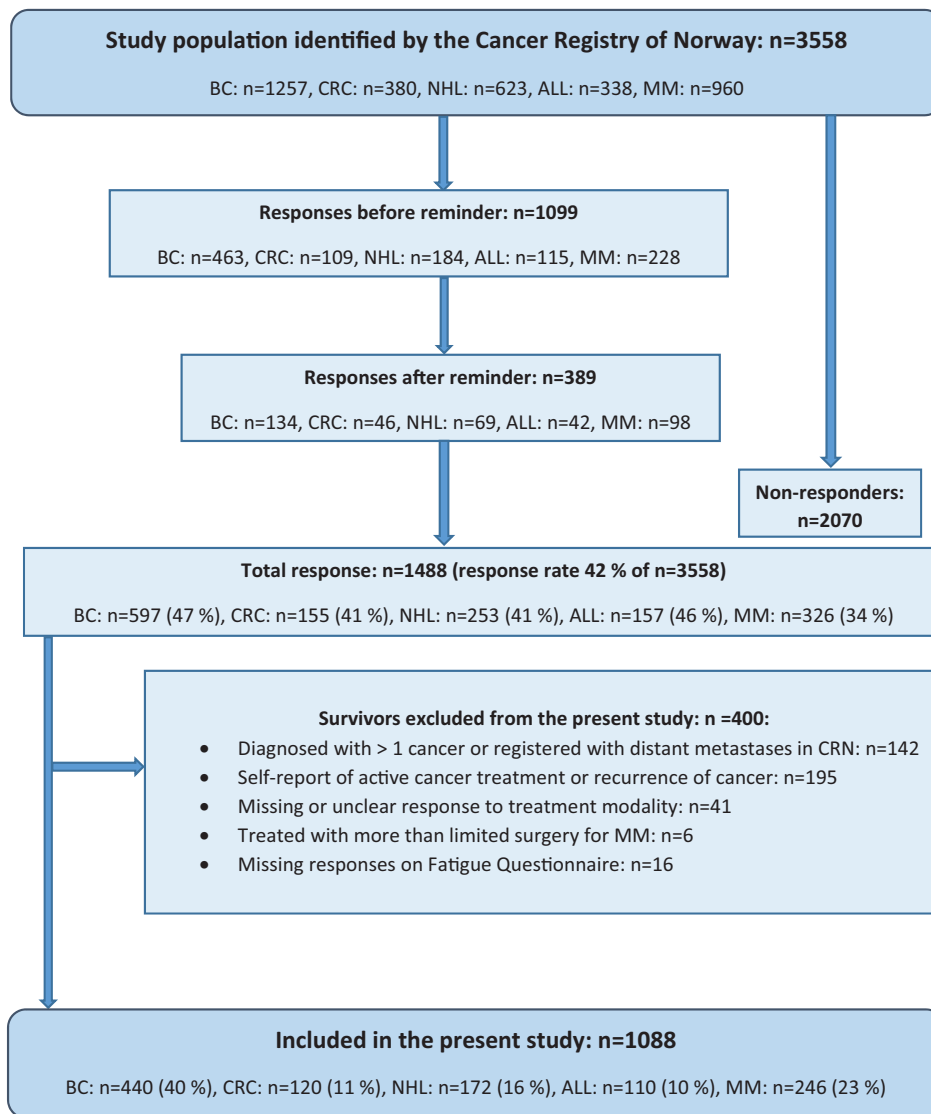 Study population identified by the Cancer Registry of Norway: n=3558
BC: n=1257, CRC: n=380, NHL: n=623, ALL: n=338, MM: n=960
Responses before reminder: n=1099
BC: n=463, CRC: n=109, NHL: n=184, ALL: n=115, MM: n=228
Responses after reminder: n=389
BC: n=134, CRC: n=46, NHL: n=69, ALL: n=42, MM: n=98
Non-responders:
n=2070
Total response: n=1488 (response rate 42 % of n=3558)
BC: n=597 (47 %), CRC: n=155 (41 %), NHL: n=253 (41 %), ALL: n=157 (46 %), MM: n=326 (34 %)
Survivors excluded from the present study: n =400:
• Diagnosed with > 1 cancer or registered with distant metastases in CRN: n=142
• Self-report of active cancer treatment or recurrence of cancer: n=195
• Missing or unclear response to treatment modality: n=41
• Treated with more than limited surgery for MM: n=6
• Missing responses on Fatigue Questionnaire: n=16
Included in the present study: n=1088
BC: n=440 (40 %), CRC: n=120 (11 %), NHL: n=172 (16 %), ALL: n=110 (10 %), MM: n=246 (23 %)